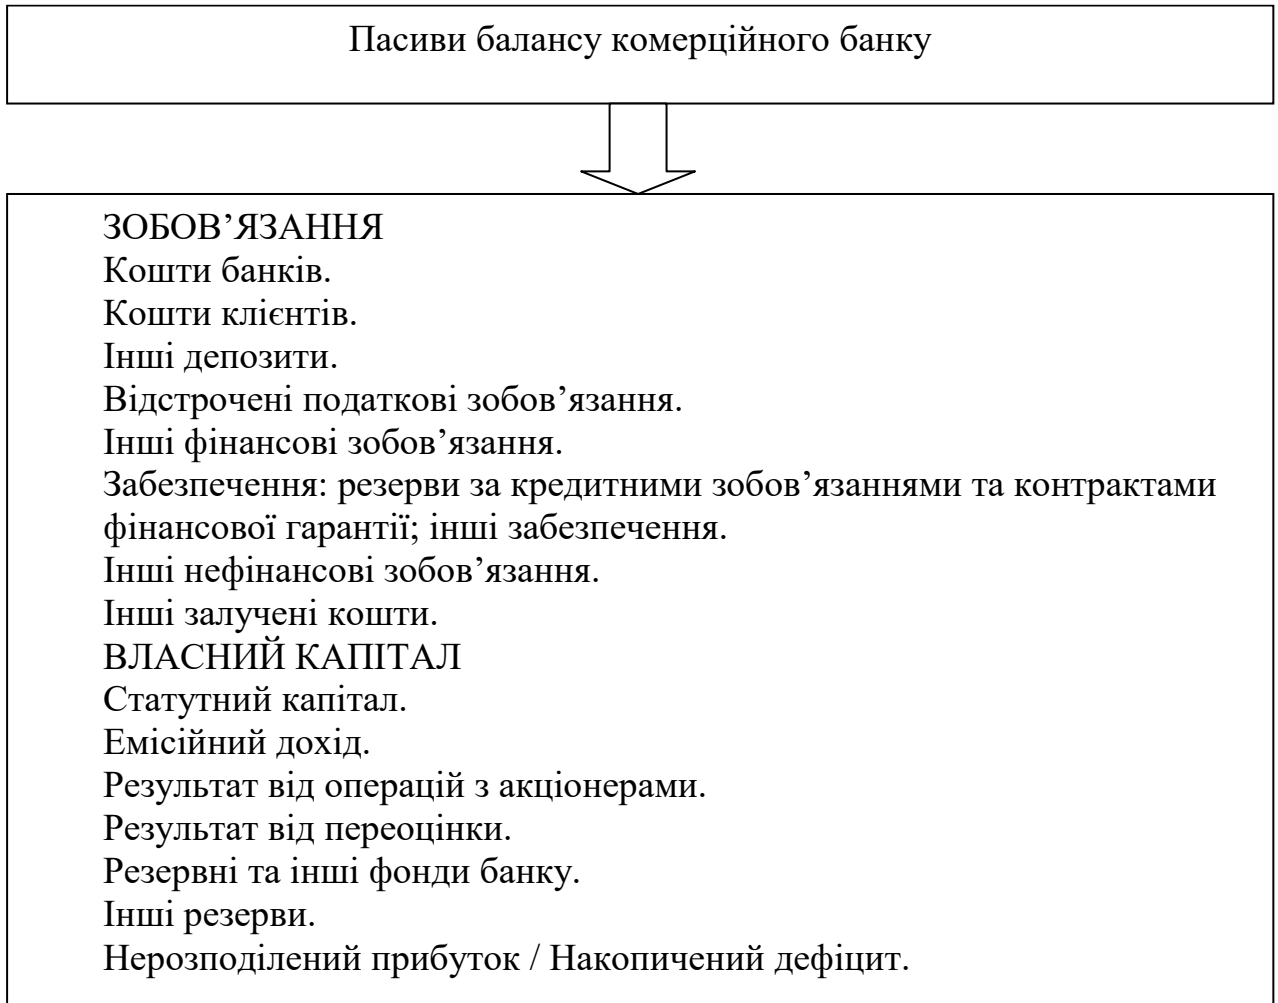 Пасиви балансу комерційного банку
ЗОБОВ’ЯЗАННЯ
Кошти банків.
Кошти клієнтів.
Інші депозити.
Відстрочені податкові зобов’язання.
Інші фінансові зобов’язання.
Забезпечення: резерви за кредитними зобов’язаннями та контрактами
фінансової гарантії; інші забезпечення.
Інші нефінансові зобов’язання.
Інші залучені кошти.
ВЛАСНИЙ КАПІТАЛ
Статутний капітал.
Емісійний дохід.
Результат від операцій з акціонерами.
Результат від переоцінки.
Резервні та інші фонди банку.
Інші резерви.
Нерозподілений прибуток / Накопичений дефіцит.